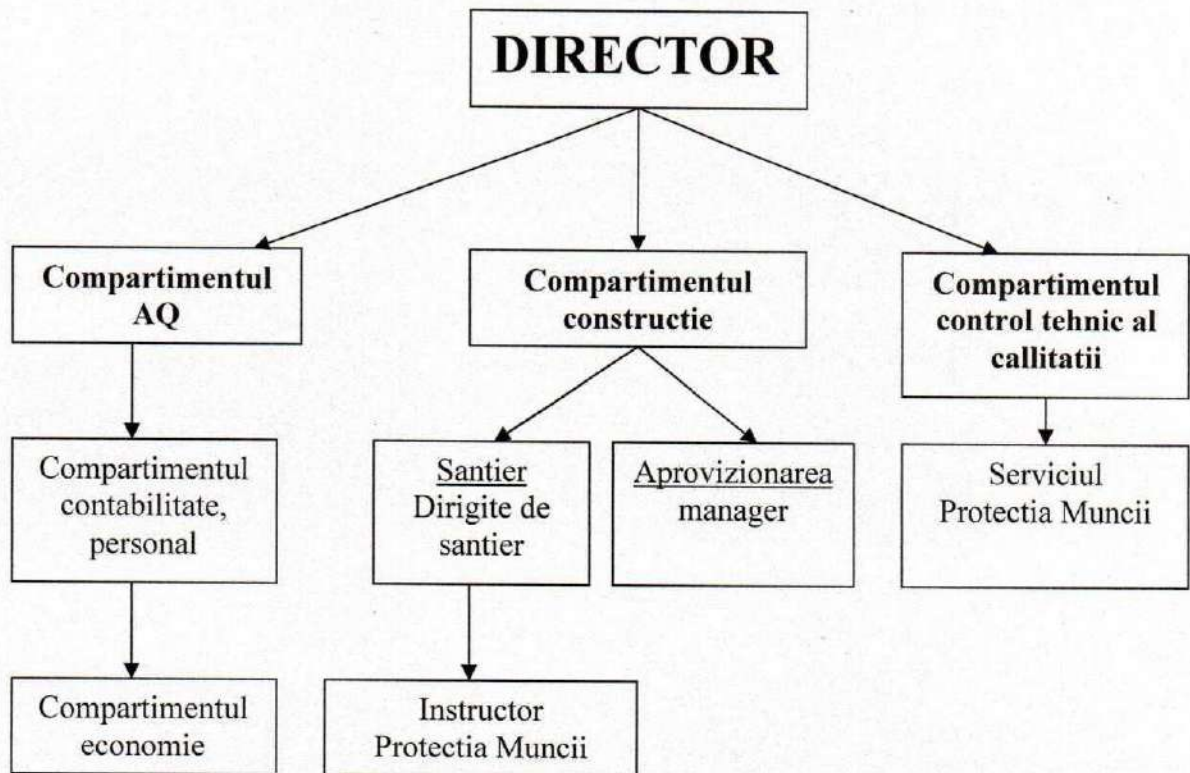 DIRECTOR
Compartimentul
AQ
Compartimentul
constructie
Compartimentul
control tehnic al
callitatii
Compartimentul
contabilitate,
personal
Santier
Dirigite de
santier
Aprovizionarea
manager
Serviciul
Protectia Muncii
Compartimentul
economie
Instructor
Protectia Muncii